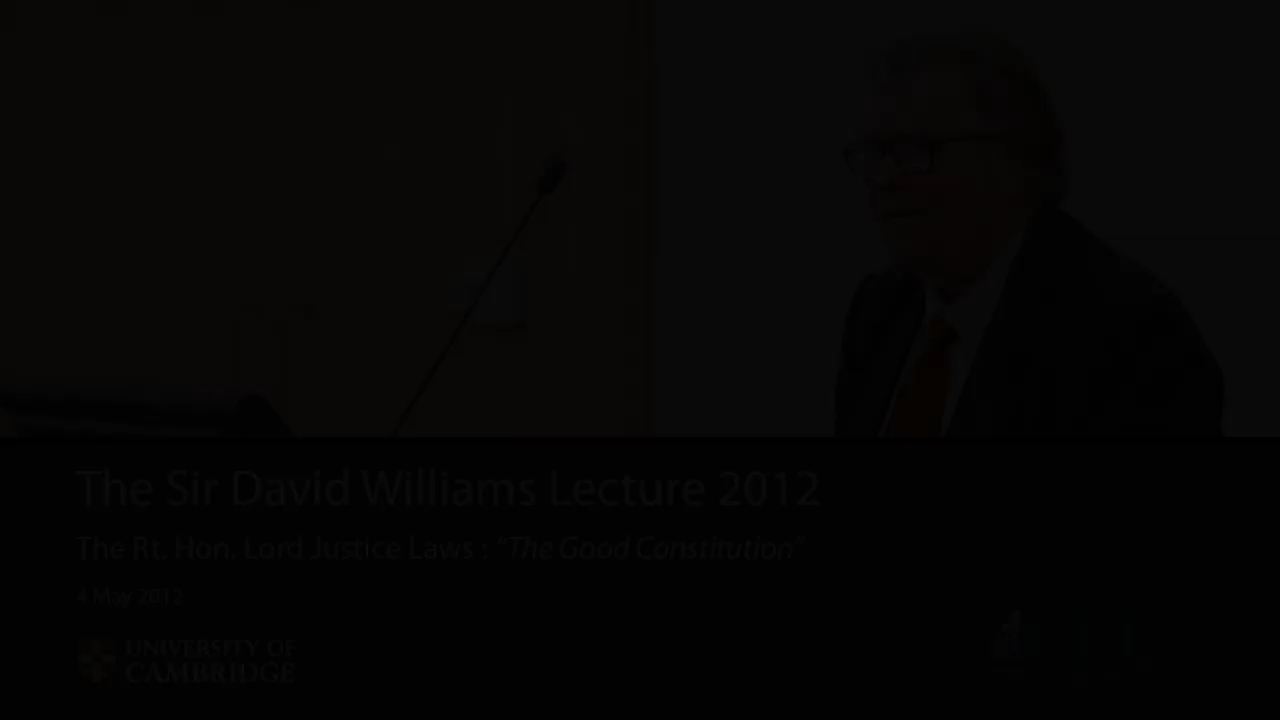 The Sir David Williams Lecture 2012
The Rt. Hon. Lord Justice Laws : “The Good Constitution”
4 May 2012
UNIVERSITY OF
CAMBRIDGE